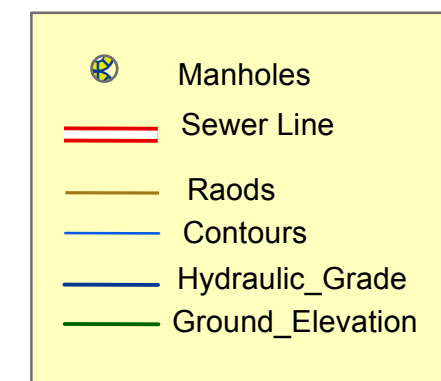 Manholes
Sewer Line
Raods
Contours
Hydraulic_Grade
Ground_Elevation